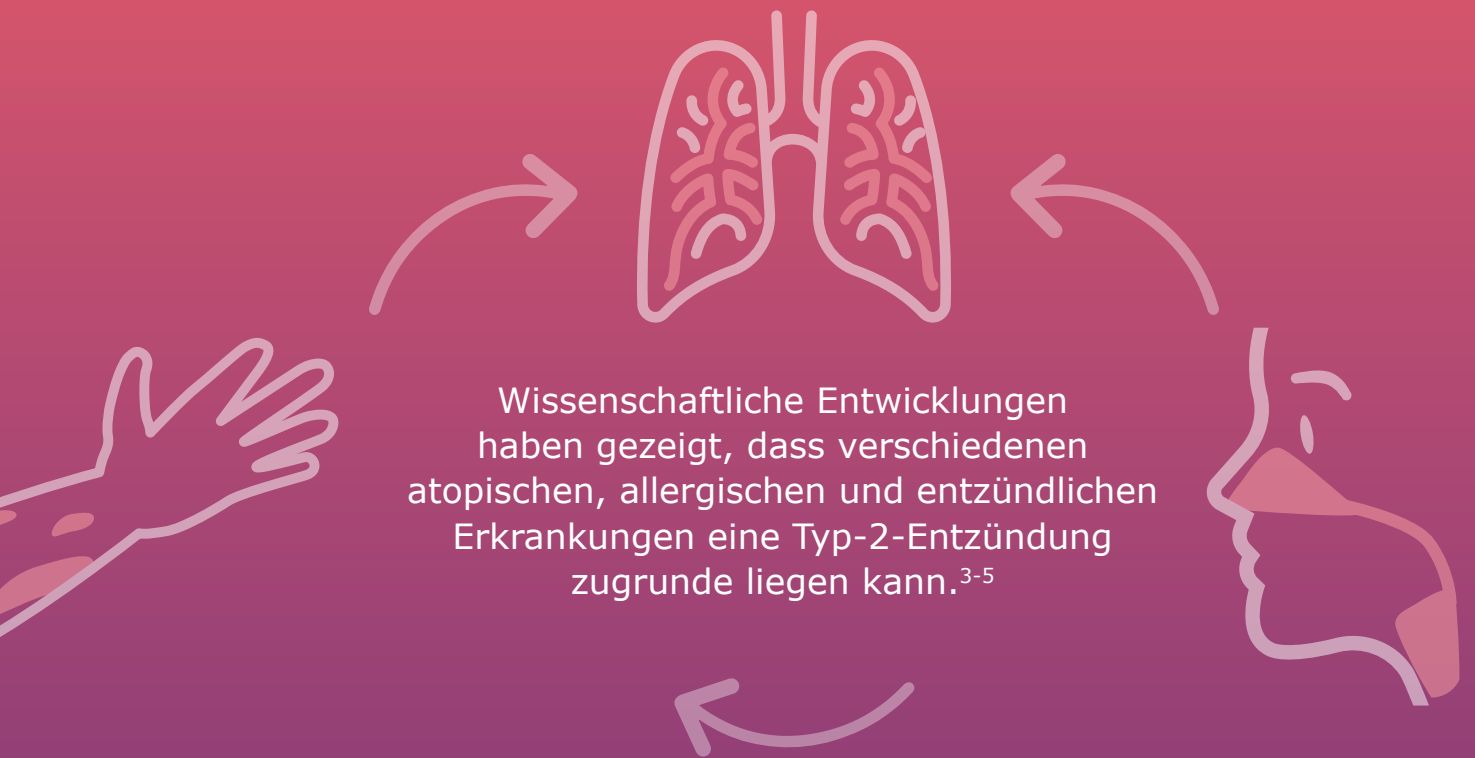 Wissenschaftliche Entwicklungen
haben gezeigt, dass verschiedenen
atopischen, allergischen und entzündlichen
Erkrankungen eine Typ-2-Entzündung
zugrunde liegen kann.3-5